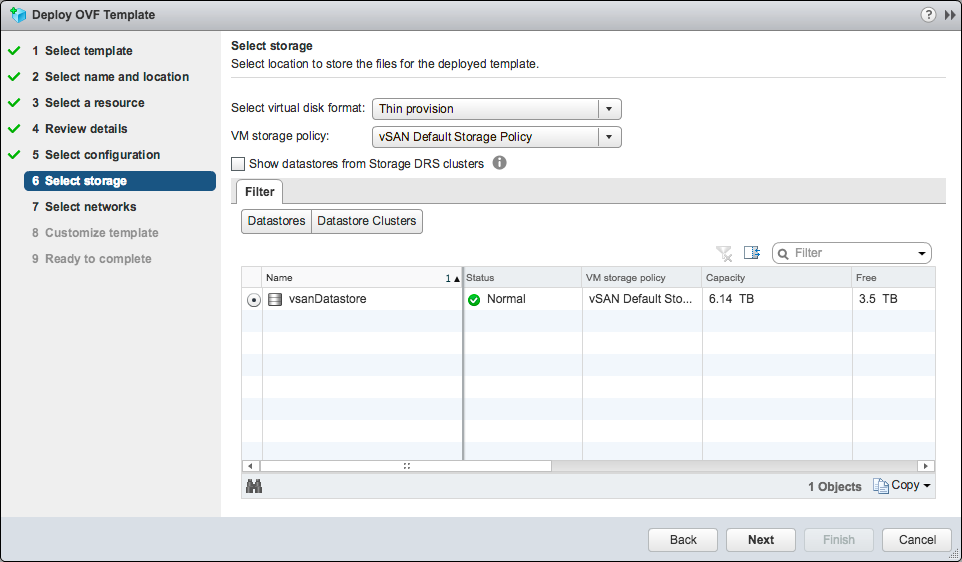 Deploy OVF Template
1 Select template
2 Select name and location
3 Select a resource
4 Review details
5 Select configuration
6 Select storage
7 Select networks
8 Customize template
9 Ready to complete
Select storage
Select location to store the files for the deployed template.
Select virtual disk format: Thin provision
VM storage policy: vSAN Default Storage Policy
Show datastores from Storage DRS clusters
Filter
Datastores Datastore Clusters
Filter
Name 1 Status VM storage policy Capacity Free
vsanDatastore Normal vSAN Default Sto... 6.14 TB 3.5 TB
1 Objects Copy
Back Next Finish Cancel